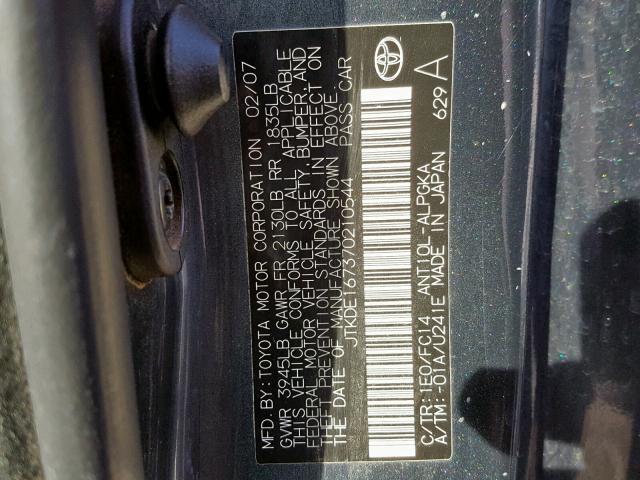 MFD.BY:TOYOTA MOTOR CORPORATION 02/07
GVWR 3945LB GAWR FR 2130LB RR 1835LB
THIS VEHICLE CONFORMS TO ALL APPLICABLE
FEDERAL MOTOR VEHICLE SAFETY, BUMPER, AND
THEFT PREVENTION STANDARDS IN EFFECT ON
THE DATE OF MANUFACTURE SHOWN ABOVE.
JTKDE167370210544 PASS CAR
C/TR:1E0/FC14 ANT10L-ALPGKA
A/TM:-01A/U241E MADE IN JAPAN 629 A